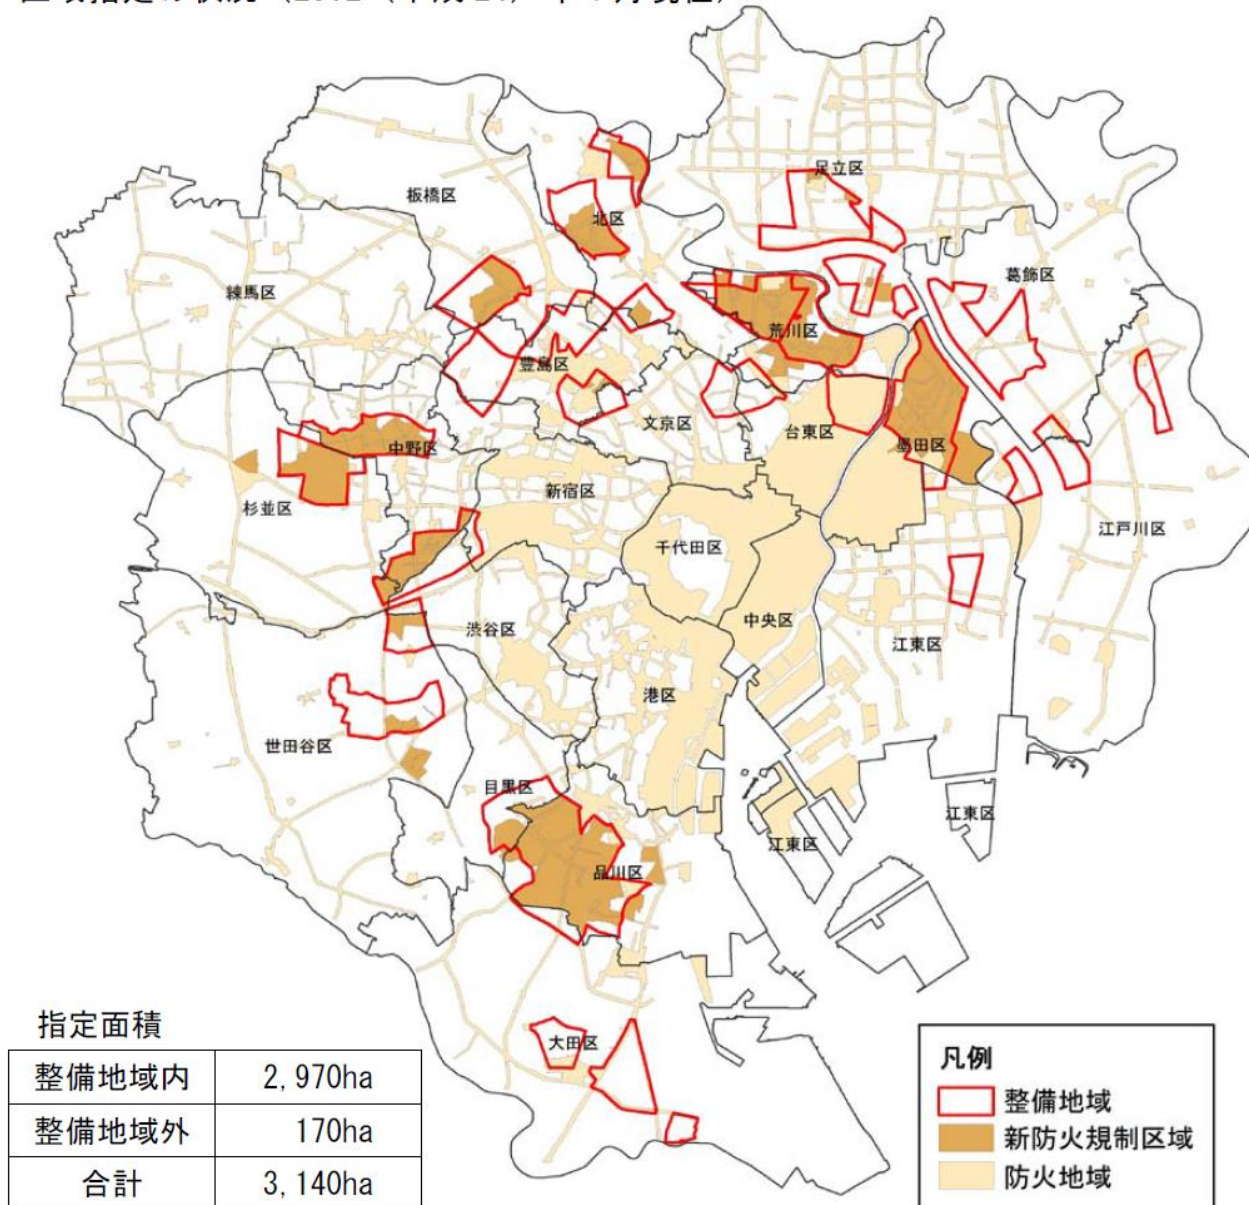 足立区
板橋区
北区
葛飾区
練馬区
荒川区
豊島区
文京区
台東区
墨田区
中野区
新宿区
杉並区
江戸川区
千代田区
中央区
渋谷区
江東区
港区
世田谷区
目黒区
江東区
江東区
品川区
大田区
指定面積
整備地域内 2,970ha
整備地域外 170ha
合計 3,140ha
凡例
整備地域
新防火規制区域
防火地域